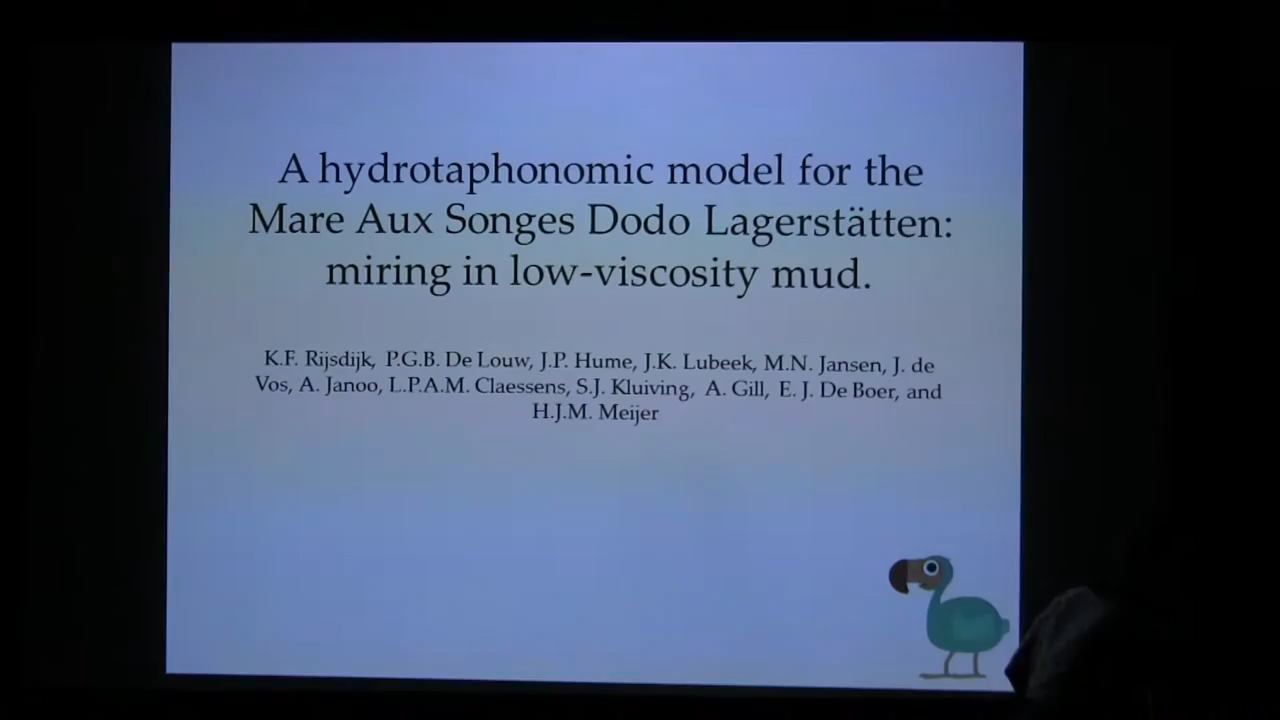 A hydrotaphonomic model for the
Mare Aux Songes Dodo Lagerstätten:
miring in low-viscosity mud.
K.F. Rijsdijk, P.G.B. De Louw, J.P. Hume, J.K. Lubeek, M.N. Jansen, J. de
Vos, A. Janoo, L.P.A.M. Claessens, S.J. Kluiving, A. Gill, E. J. De Boer, and
H.J.M. Meijer